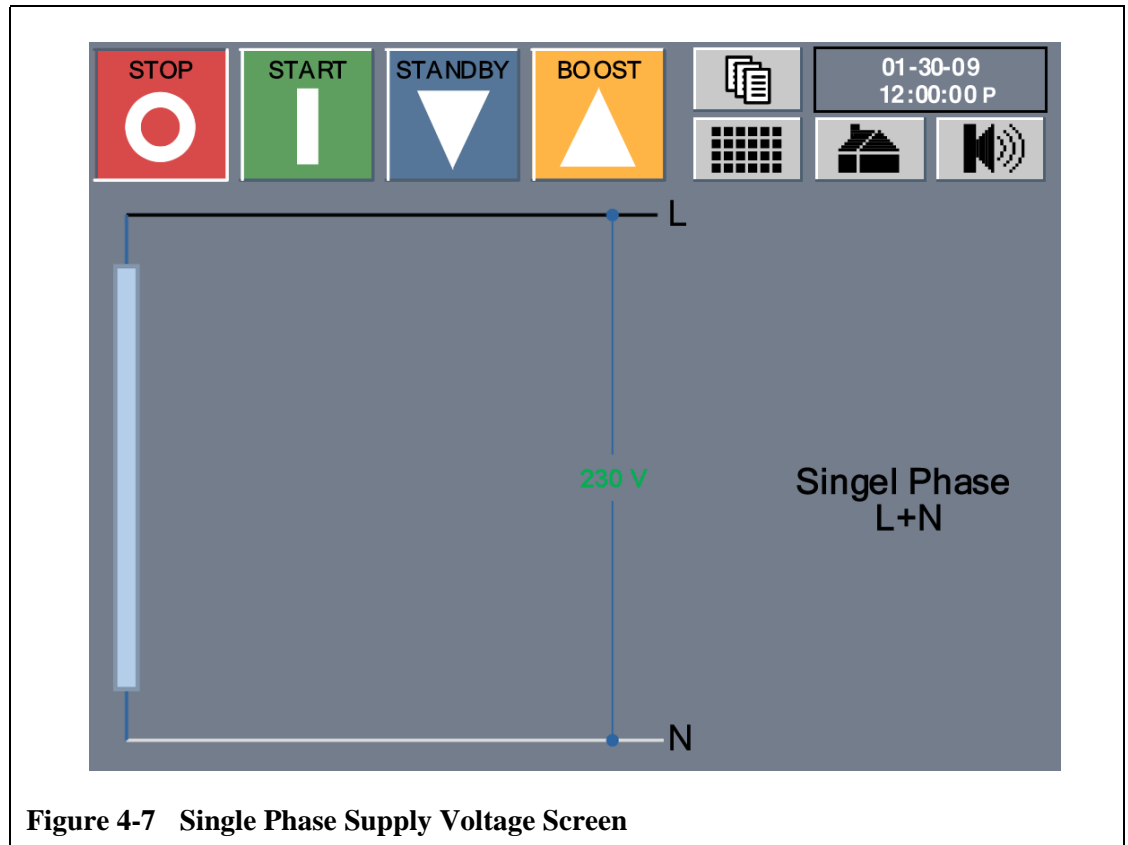 STOP
START
STANDBY
BOOST
01-30-09
12:00:00 P
L
230 V
Singel Phase
L+N
N
Figure 4-7 Single Phase Supply Voltage Screen